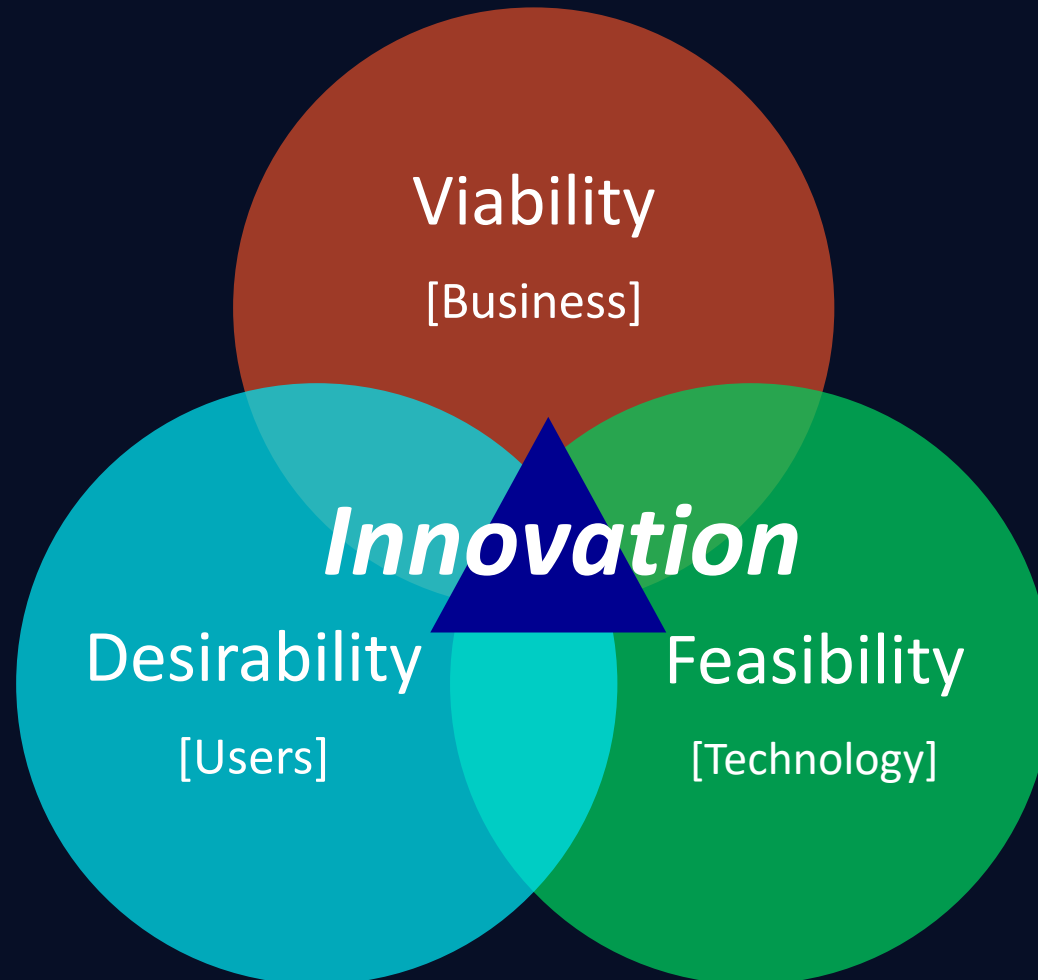 Viability
[Business]
Innovation
Desirability
[Users]
Feasibility
[Technology]